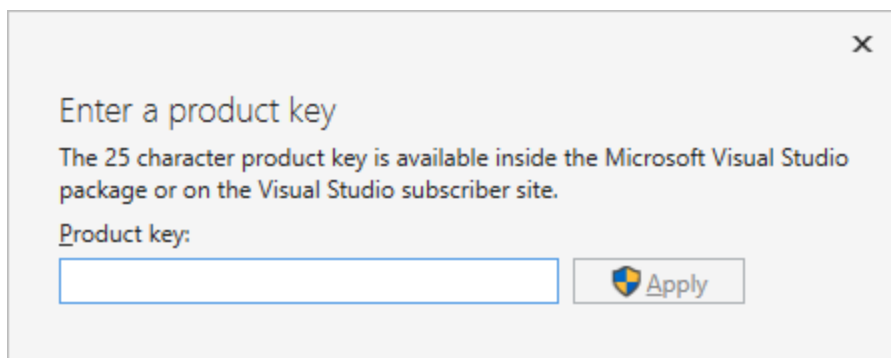 Enter a product key
The 25 character product key is available inside the Microsoft Visual Studio
package or on the Visual Studio subscriber site.
Product key:
Apply